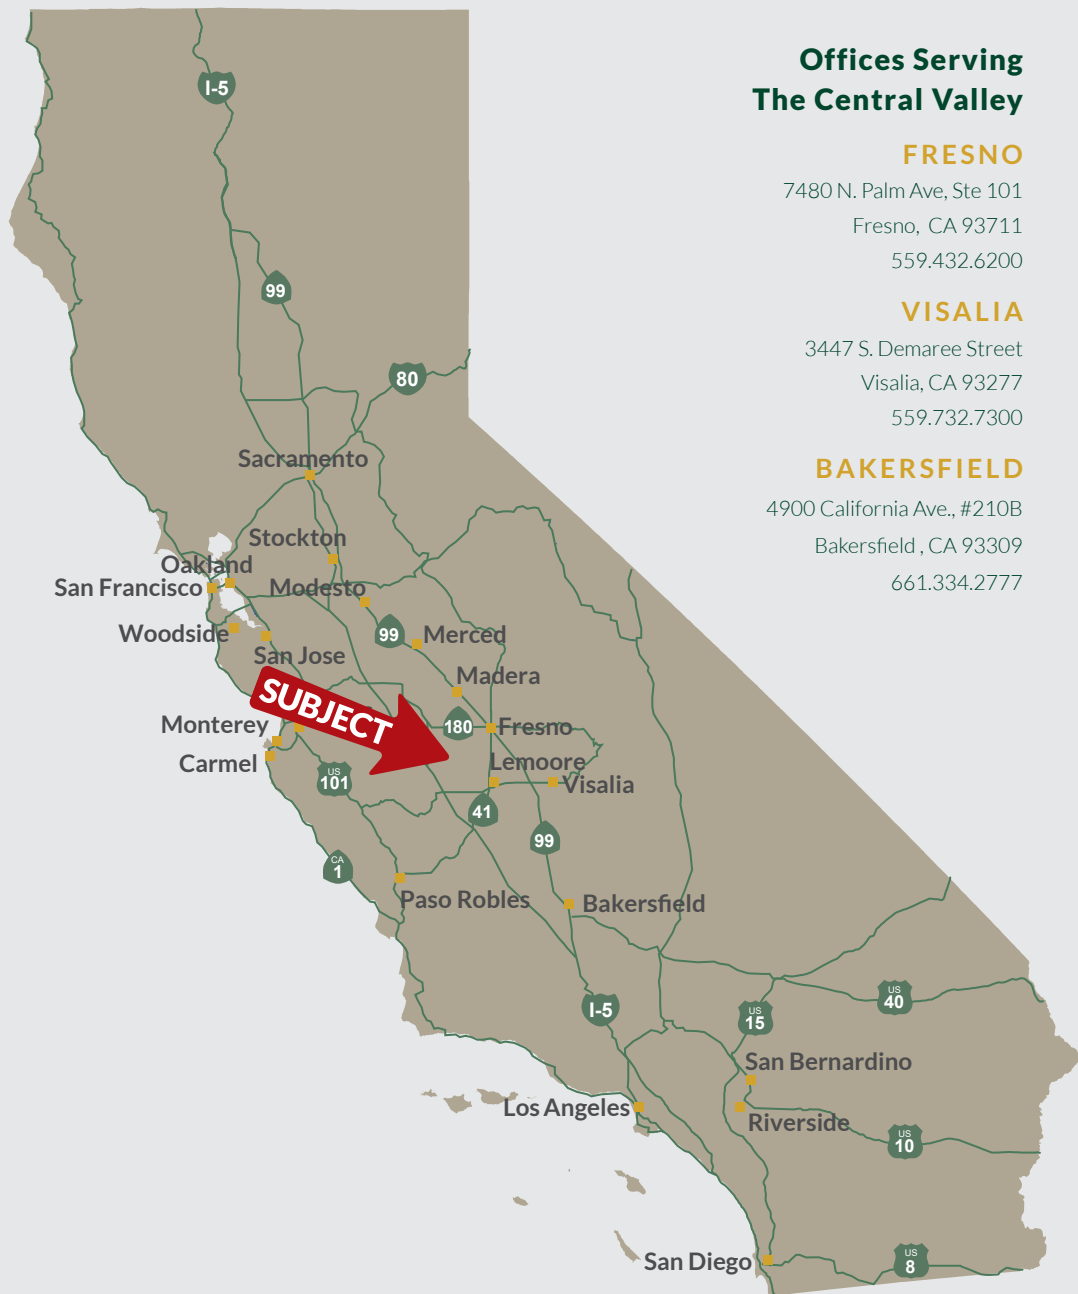 Offices Serving
The Central Valley
FRESNO
7480 N. Palm Ave, Ste 101
Fresno, CA 93711
559.432.6200
VISALIA
3447 S. Demaree Street
Visalia, CA 93277
559.732.7300
BAKERSFIELD
4900 California Ave., #210B
Bakersfield , CA 93309
661.334.2777
I-5
99
80
Sacramento
Stockton
Oakland
San Francisco
Modesto
Woodside
99
Merced
San Jose
Madera
SUBJECT
Monterey
180
Fresno
Carmel
Lemoore
US
101
Visalia
41
99
CA
1
Paso Robles
Bakersfield
I-5
US
40
US
15
San Bernardino
Los Angeles
Riverside
US
10
San Diego
US
8